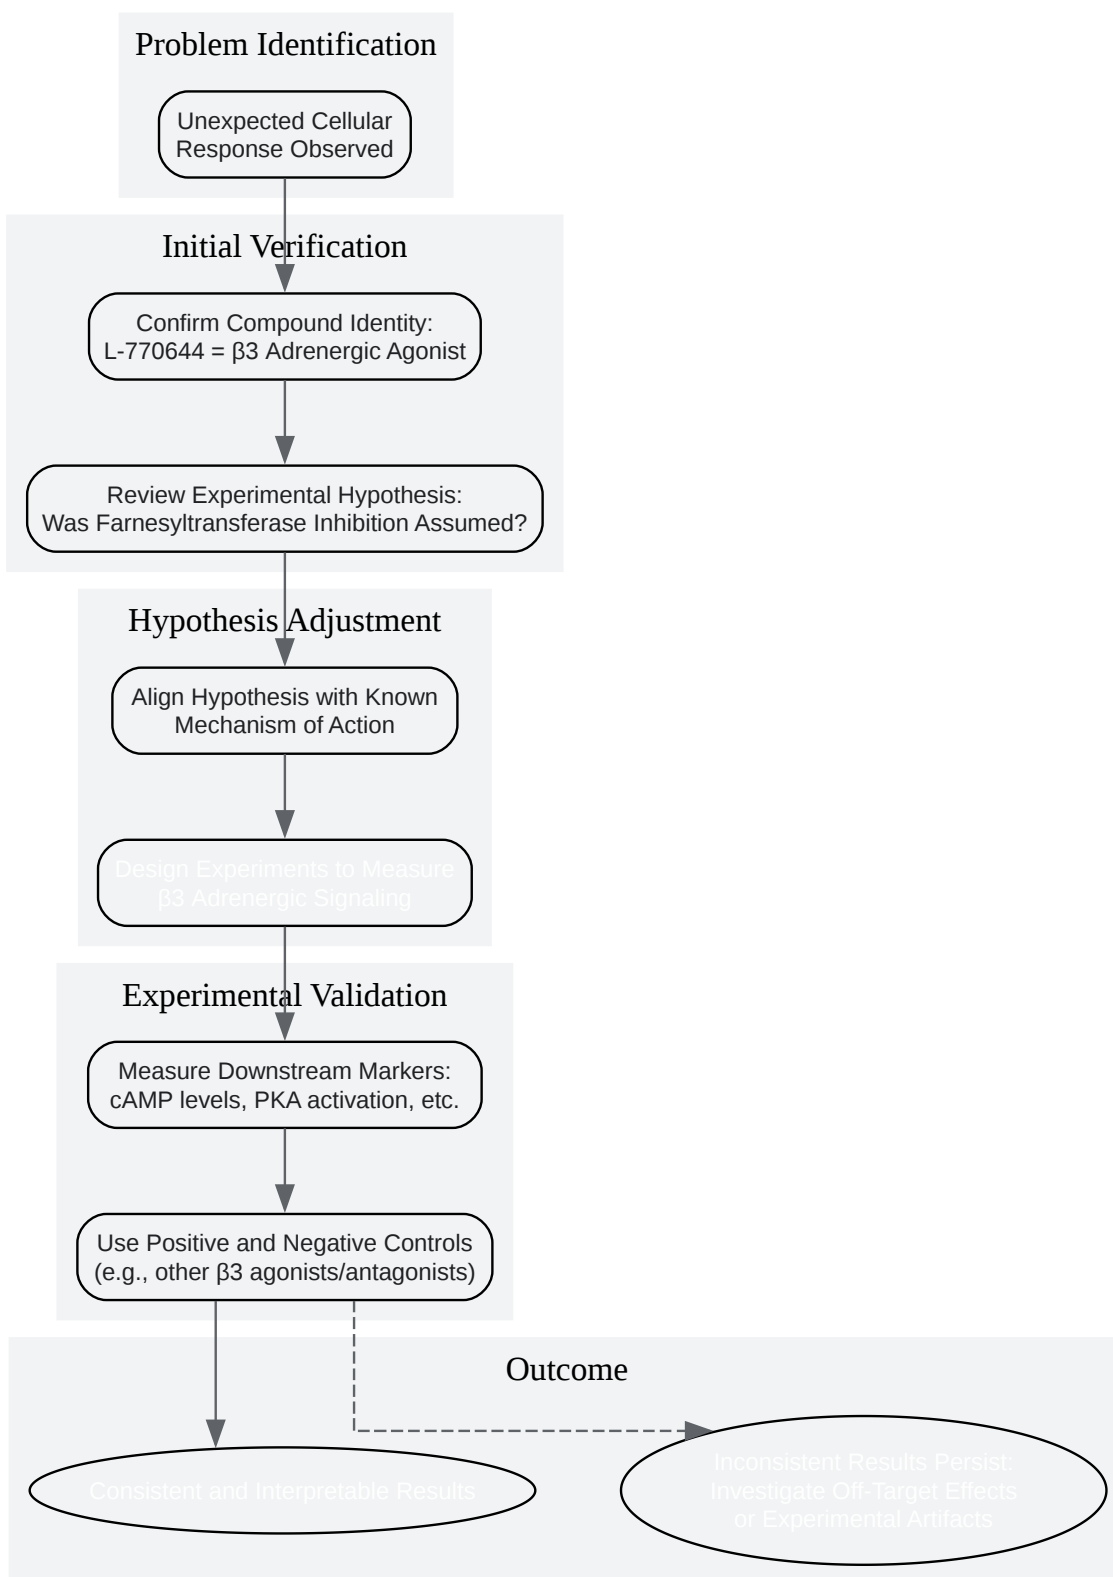 Problem Identification
Unexpected Cellular
Response Observed
Initial Verification
Confirm Compound Identity:
L-770644 = β3 Adrenergic Agonist
Review Experimental Hypothesis:
Was Farnesyltransferase Inhibition Assumed?
Hypothesis Adjustment
Align Hypothesis with Known
Mechanism of Action
Design Experiments to Measure
β3 Adrenergic Signaling
Experimental Validation
Measure Downstream Markers:
cAMP levels, PKA activation, etc.
Use Positive and Negative Controls
(e.g., other β3 agonists/antagonists)
Outcome
Consistent and Interpretable Results
Inconsistent Results Persist:
Investigate Off-Target Effects
or Experimental Artifacts